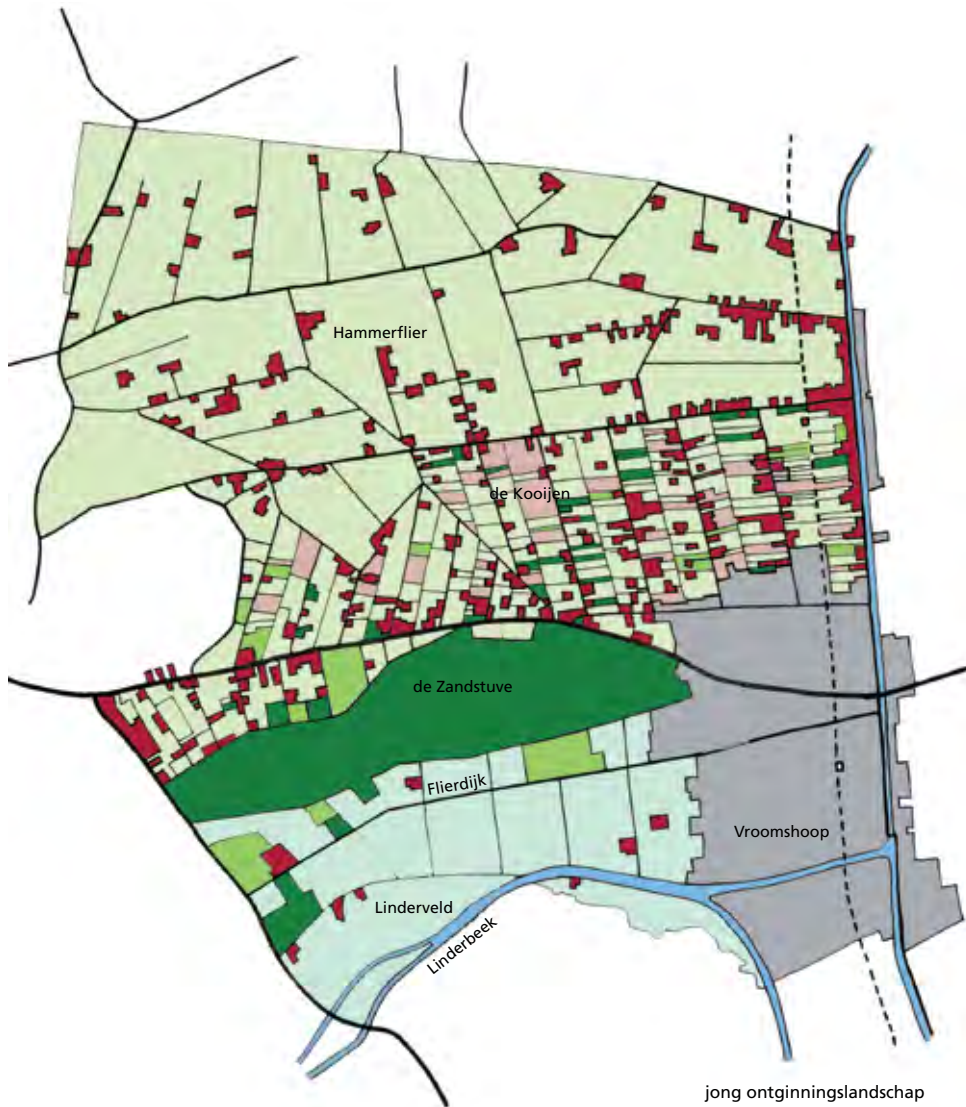 Hammerflier
de Kooijen
de Zandstuve
Flierdijk
Vroomshoop
Linderveld
Linderbeek
jong ontginningslandschap